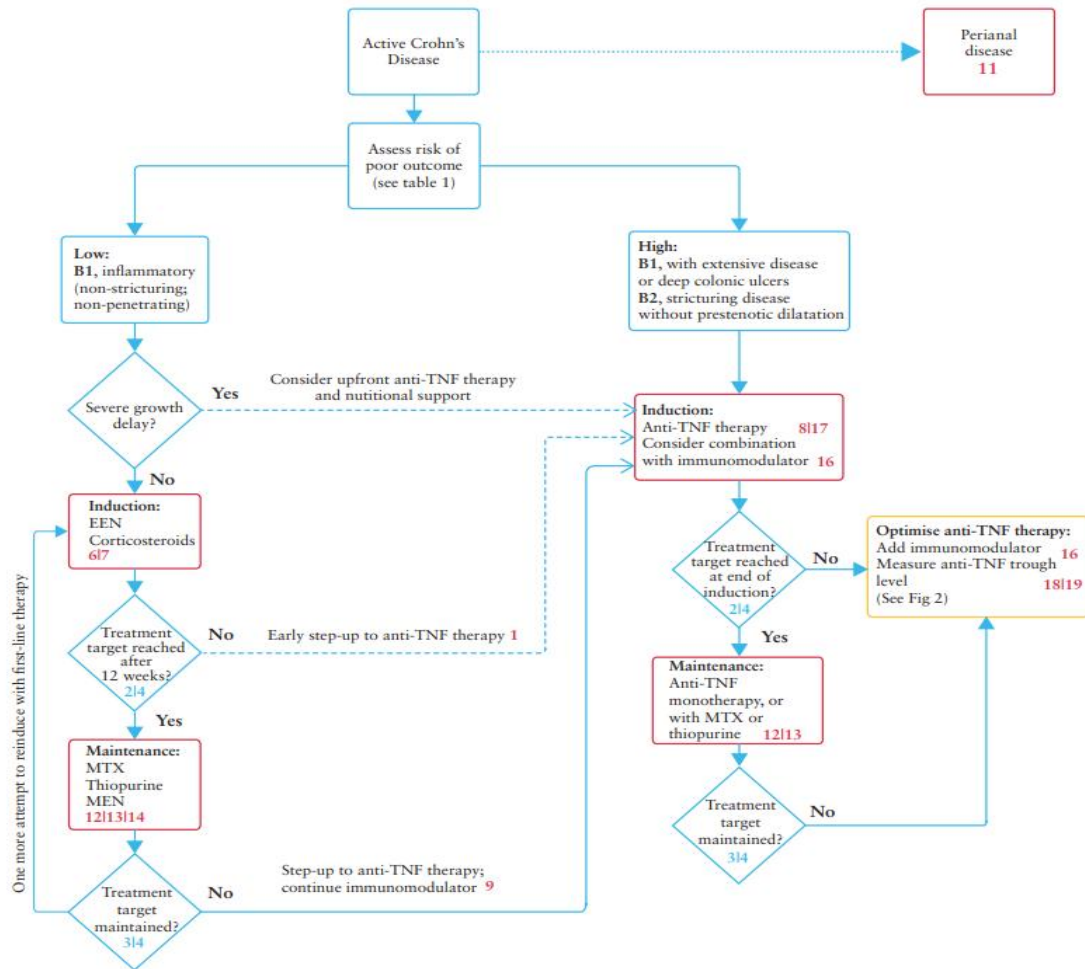 Active Crohn's
Disease
Perianal
disease
11
Assess risk of
poor outcome
(see table 1)
Low:
B1, inflammatory
(non-stricturing;
non-penetrating)
High:
B1, with extensive disease
or deep colonic ulcers
B2, stricturing disease
without prestenotic dilatation
Severe growth
delay?
Yes
Consider upfront anti-TNF therapy
and nutitional support
No
Induction:
Anti-TNF therapy 8|17
Consider combination
with immunomodulator 16
Induction:
EEN
Corticosteroids
6|7
Treatment
target reached
at end of
induction?
2|4
No
Yes
Optimise anti-TNF therapy:
Add immunomodulator 16
Measure anti-TNF trough
level 18|19
(See Fig 2)
Treatment
target reached
after
12 weeks?
2|4
No
Early step-up to anti-TNF therapy 1
Yes
Maintenance:
Anti-TNF
monotherapy, or
with MTX or
thiopurine 12|13
Maintenance:
MTX
Thiopurine
MEN
12|13|14
Treatment
target
maintained?
3|4
No
Treatment
target
maintained?
3|4
No
Step-up to anti-TNF therapy;
continue immunomodulator 9
One more attempt to reinduce with first-line therapy